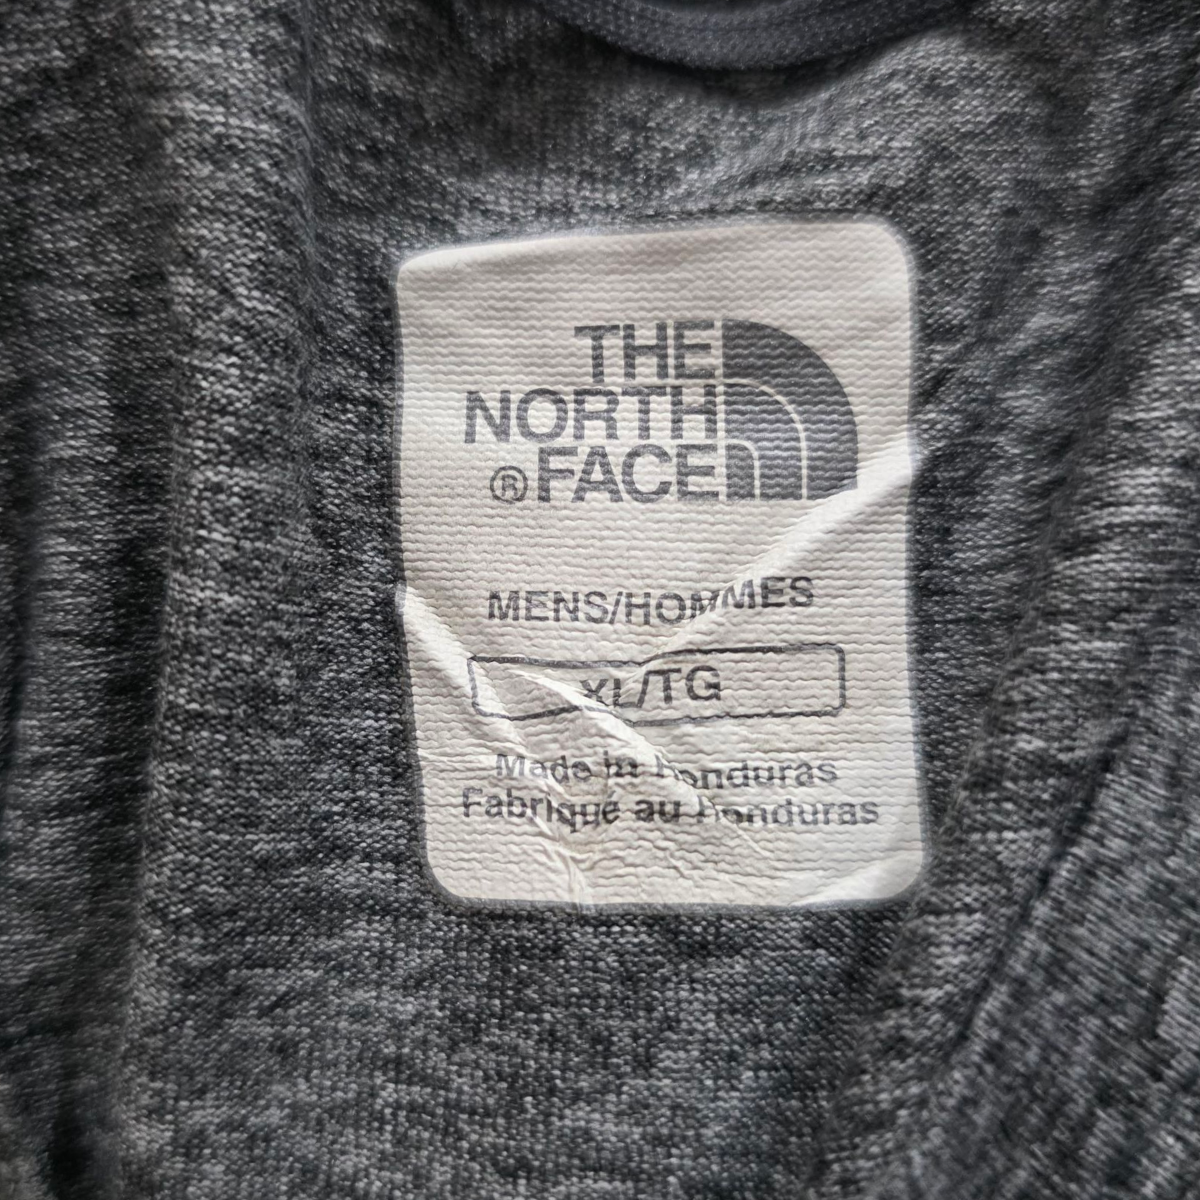 THE
NORTH
® FACE
MENS/HOMMES
XL/TG
Made in Honduras
Fabriqué au Honduras